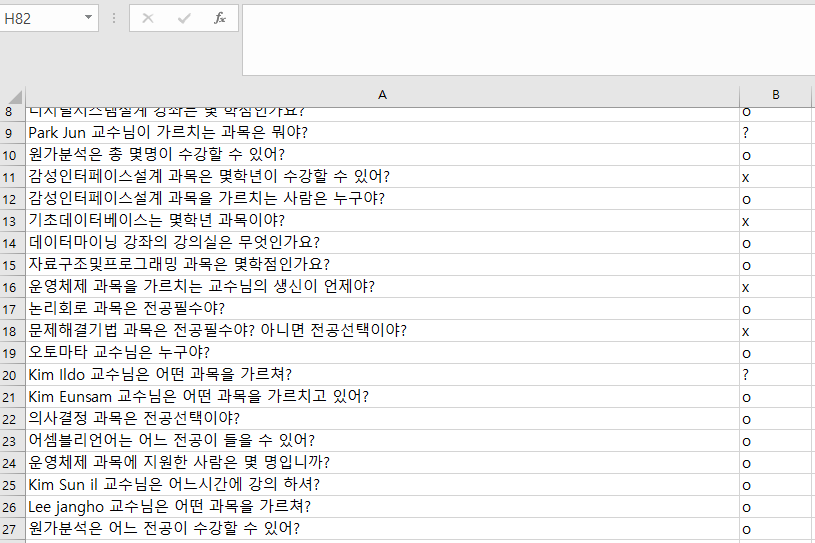 H82
fx
A B
8 디지털시스템설계 강좌는 몇 학점인가요? o
9 Park Jun 교수님이 가르치는 과목은 뭐야? ?
10 원가분석은 총 몇명이 수강할 수 있어? o
11 감성인터페이스설계 과목은 몇학년이 수강할 수 있어? x
12 감성인터페이스설계 과목을 가르치는 사람은 누구야? o
13 기초데이터베이스는 몇학년 과목이야? x
14 데이터마이닝 강좌의 강의실은 무엇인가요? o
15 자료구조및프로그래밍 과목은 몇학점인가요? o
16 운영체제 과목을 가르치는 교수님의 생신이 언제야? x
17 논리회로 과목은 전공필수야? o
18 문제해결기법 과목은 전공필수야? 아니면 전공선택이야? x
19 오토마타 교수님은 누구야? o
20 Kim Ildo 교수님은 어떤 과목을 가르쳐? ?
21 Kim Eunsam 교수님은 어떤 과목을 가르치고 있어? o
22 의사결정 과목은 전공선택이야? o
23 어셈블리언어는 어느 전공이 들을 수 있어? o
24 운영체제 과목에 지원한 사람은 몇 명입니까? o
25 Kim Sun il 교수님은 어느시간에 강의 하셔? o
26 Lee jangho 교수님은 어떤 과목을 가르쳐? o
27 원가분석은 어느 전공이 수강할 수 있어? o